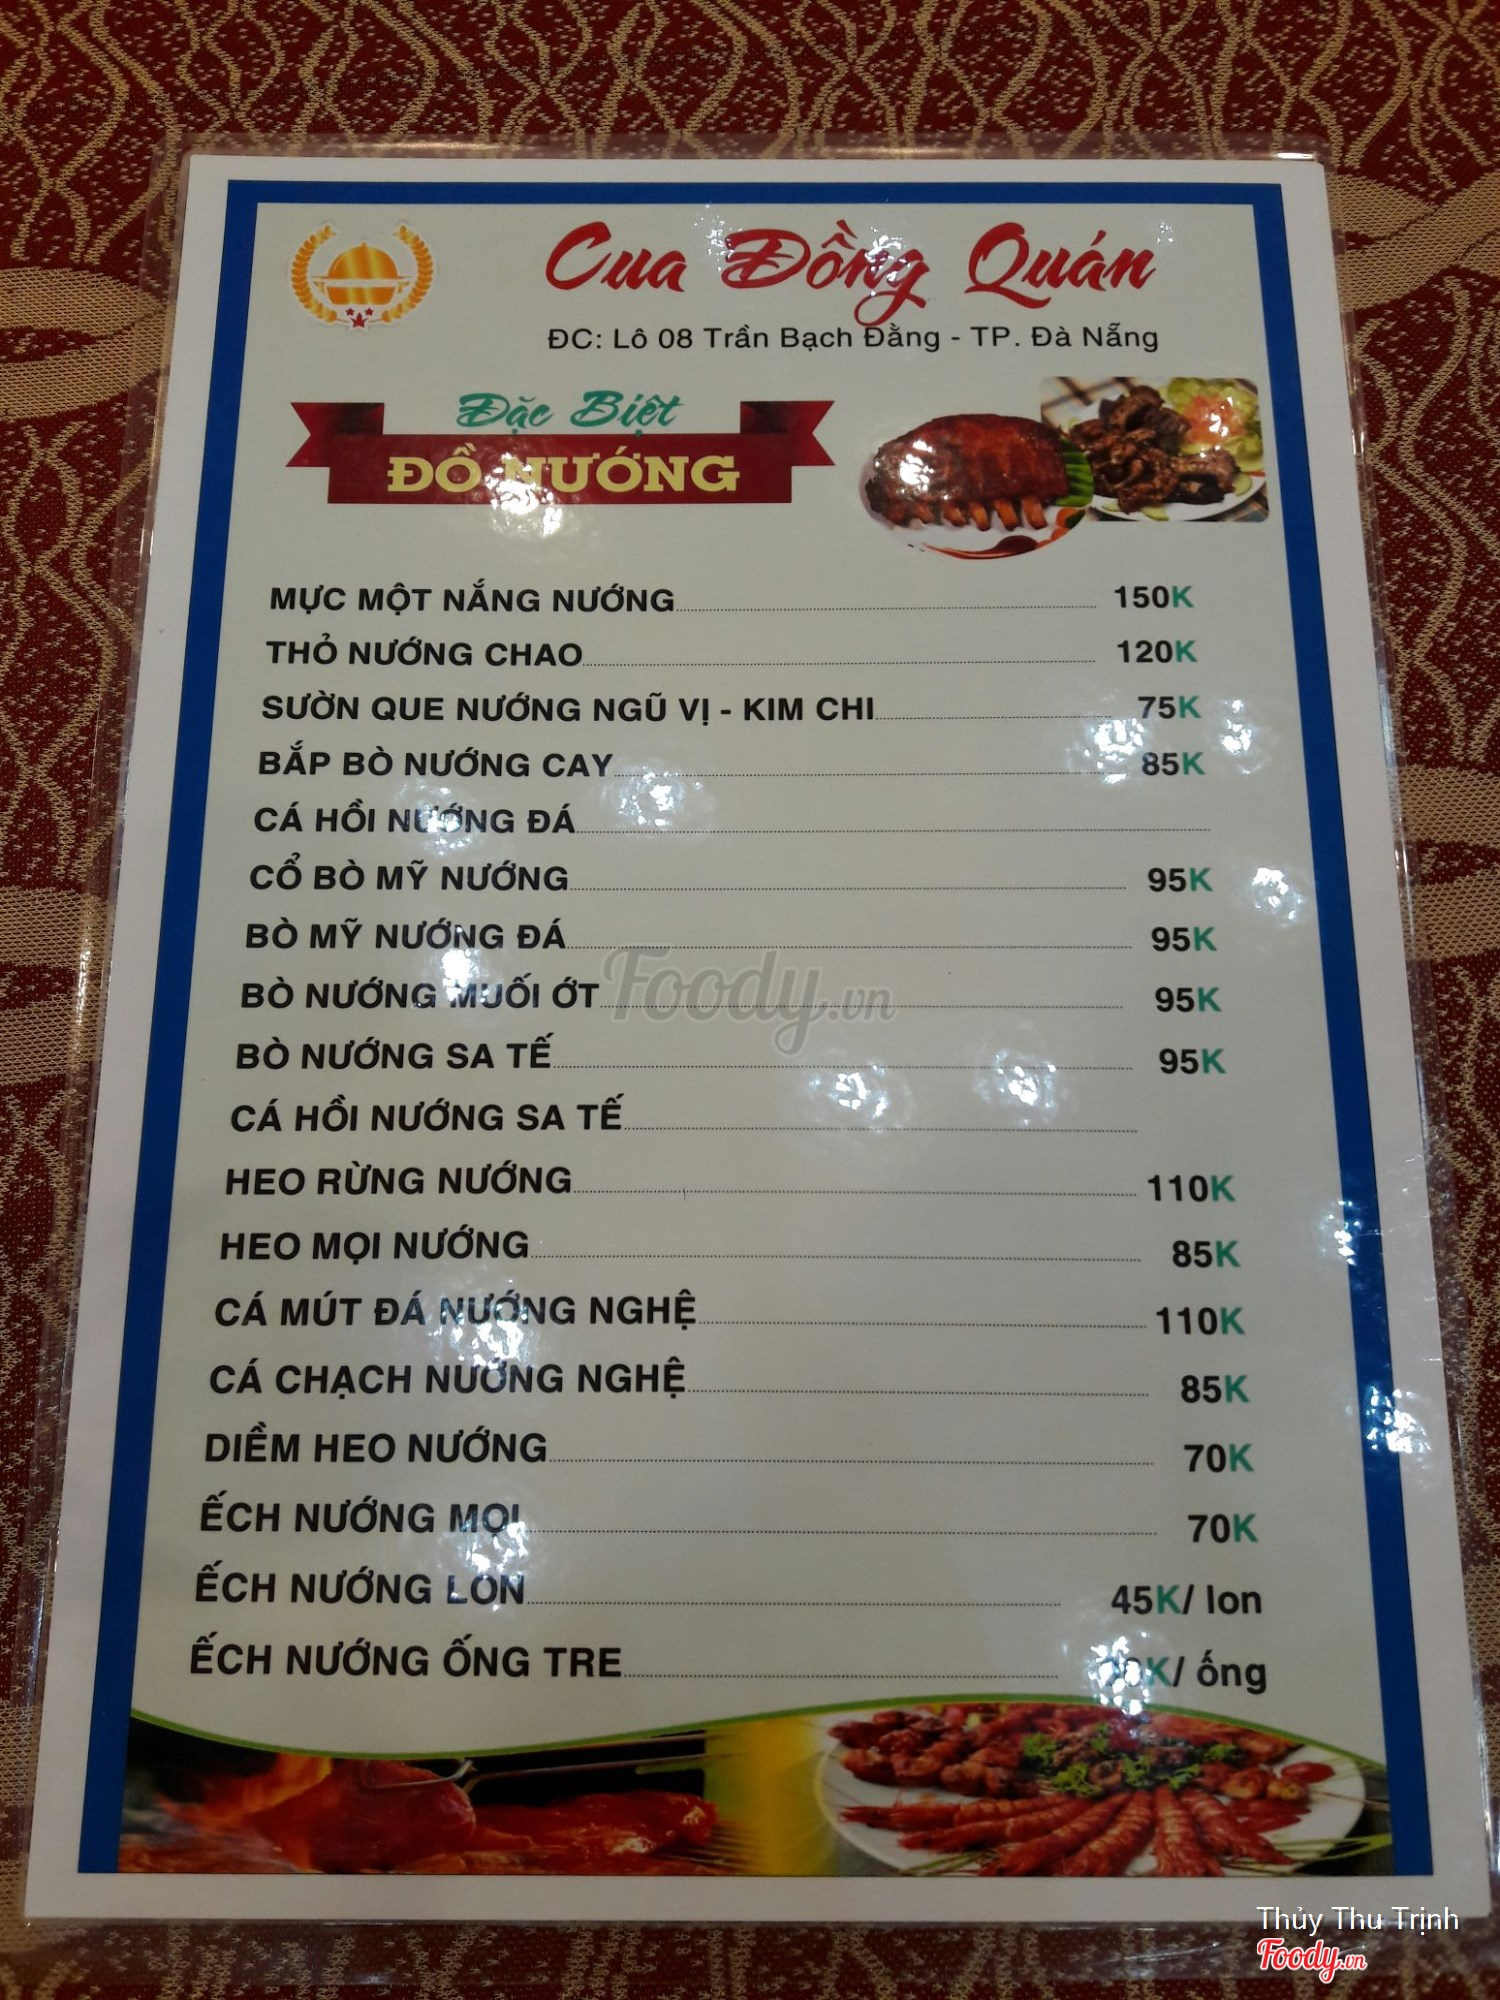 Cua Đồng Quán
ĐC: Lô 08 Trần Bạch Đằng - TP. Đà Nẵng
Đặc Biệt
ĐỒ NƯỚNG
MỰC MỘT NẮNG NƯỚNG 150K
THỎ NƯỚNG CHAO 120K
SƯỜN QUE NƯỚNG NGŨ VỊ - KIM CHI 75K
BẮP BÒ NƯỚNG CAY 85K
CÁ HỒI NƯỚNG ĐÁ
CỔ BÒ MỸ NƯỚNG 95K
BÒ MỸ NƯỚNG ĐÁ 95K
BÒ NƯỚNG MUỐI ỚT 95K
BÒ NƯỚNG SA TẾ 95K
CÁ HỒI NƯỚNG SA TẾ
HEO RỪNG NƯỚNG 110K
HEO MỌI NƯỚNG 85K
CÁ MÚT ĐÁ NƯỚNG NGHỆ 110K
CÁ CHẠCH NƯỚNG NGHỆ 85K
DIỀM HEO NƯỚNG 70K
ẾCH NƯỚNG MỌI 70K
ẾCH NƯỚNG LON 45K/ lon
ẾCH NƯỚNG ỐNG TRE / ống
Foody.vn
Thủy Thu Trịnh
Foody.vn